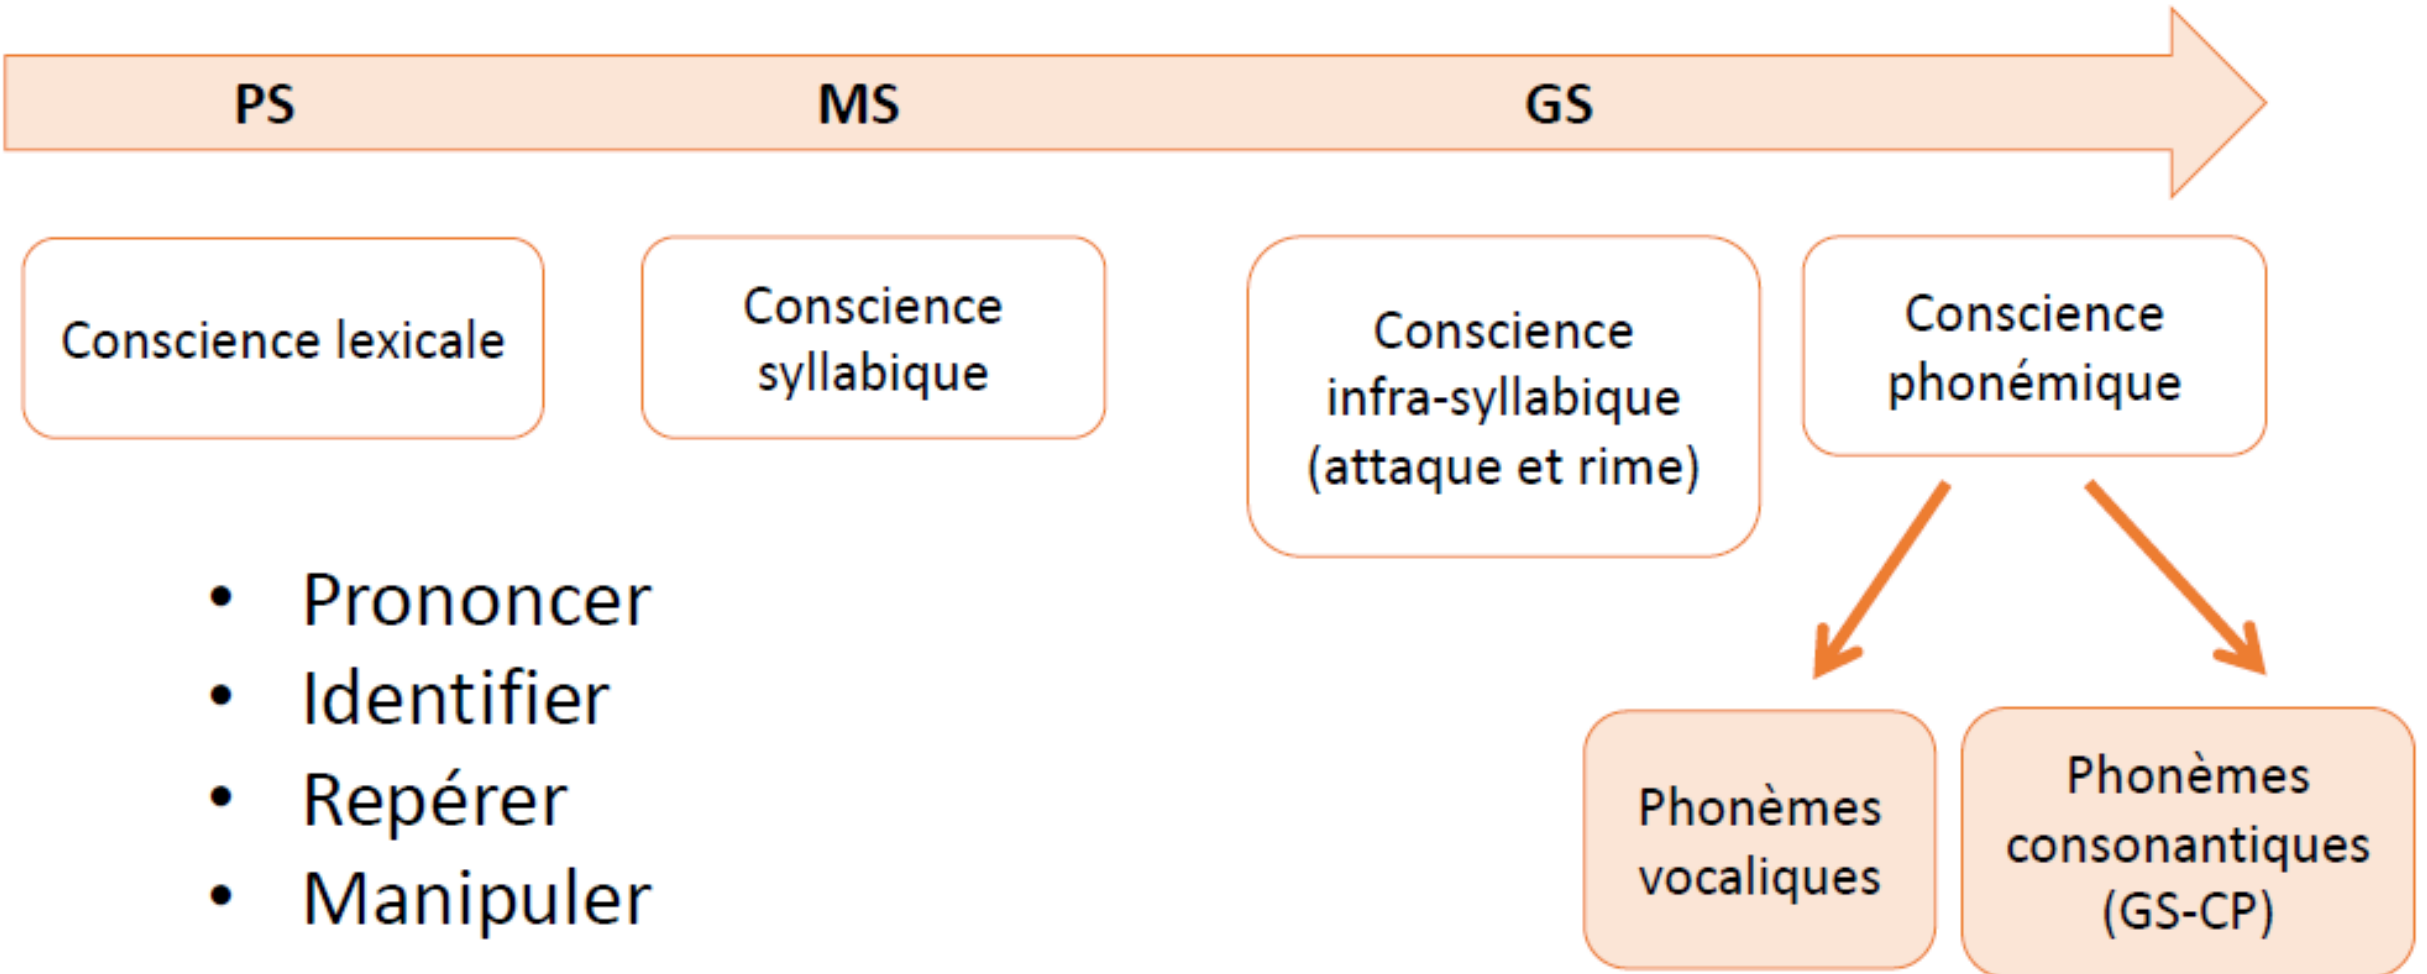 PS
MS
GS
Conscience lexicale
Conscience
syllabique
Conscience
infra-syllabique
(attaque et rime)
Conscience
phonémique
• Prononcer
• Identifier
• Repérer
• Manipuler
Phonèmes
vocaliques
Phonèmes
consonantiques
(GS-CP)